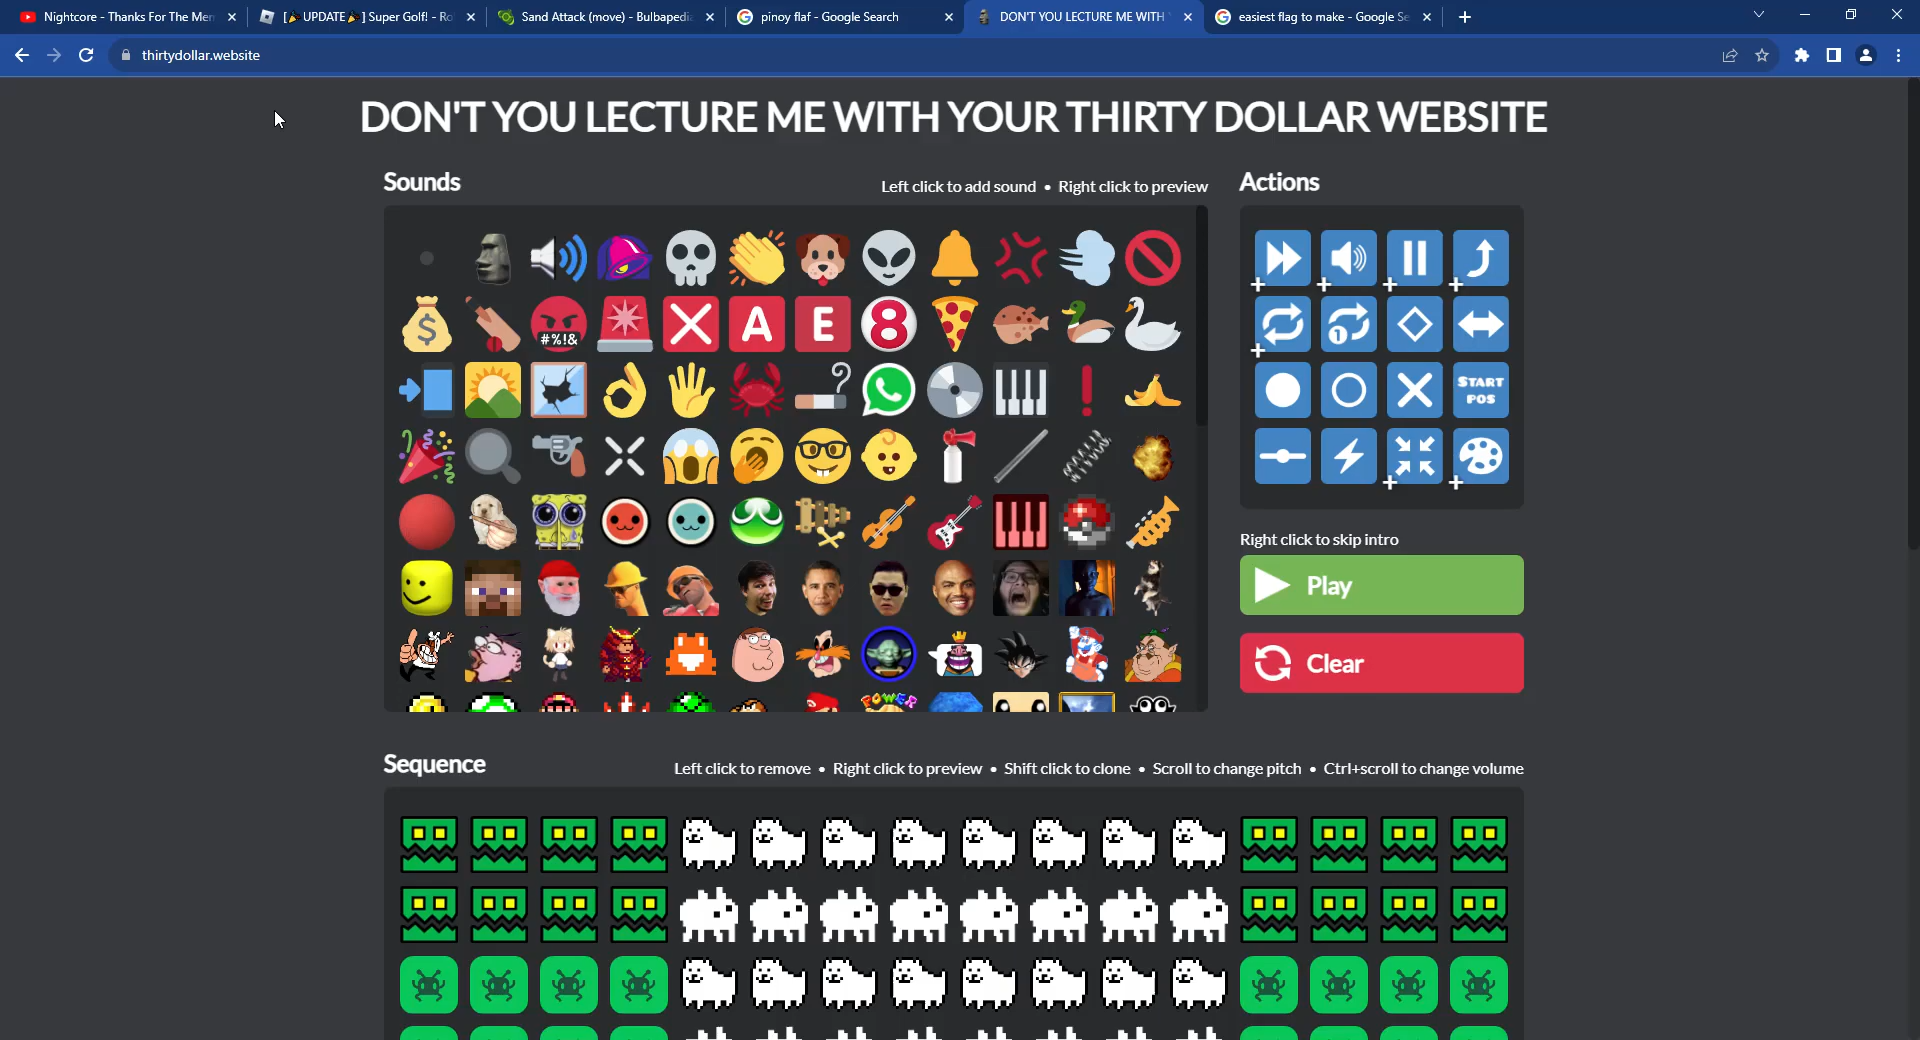 Nightcore - Thanks For The Mem
[🎉UPDATE🎉] Super Golf! - Ro
Sand Attack (move) - Bulbapedia
pinoy flaf - Google Search
DON'T YOU LECTURE ME WITH
easiest flag to make - Google Se
thirtydollar.website
DON'T YOU LECTURE ME WITH YOUR THIRTY DOLLAR WEBSITE
Sounds
Left click to add sound • Right click to preview
Actions
#%!&
A
E
8
1
START
POS
Right click to skip intro
Play
Clear
POWER
Sequence
Left click to remove • Right click to preview • Shift click to clone • Scroll to change pitch • Ctrl+scroll to change volume